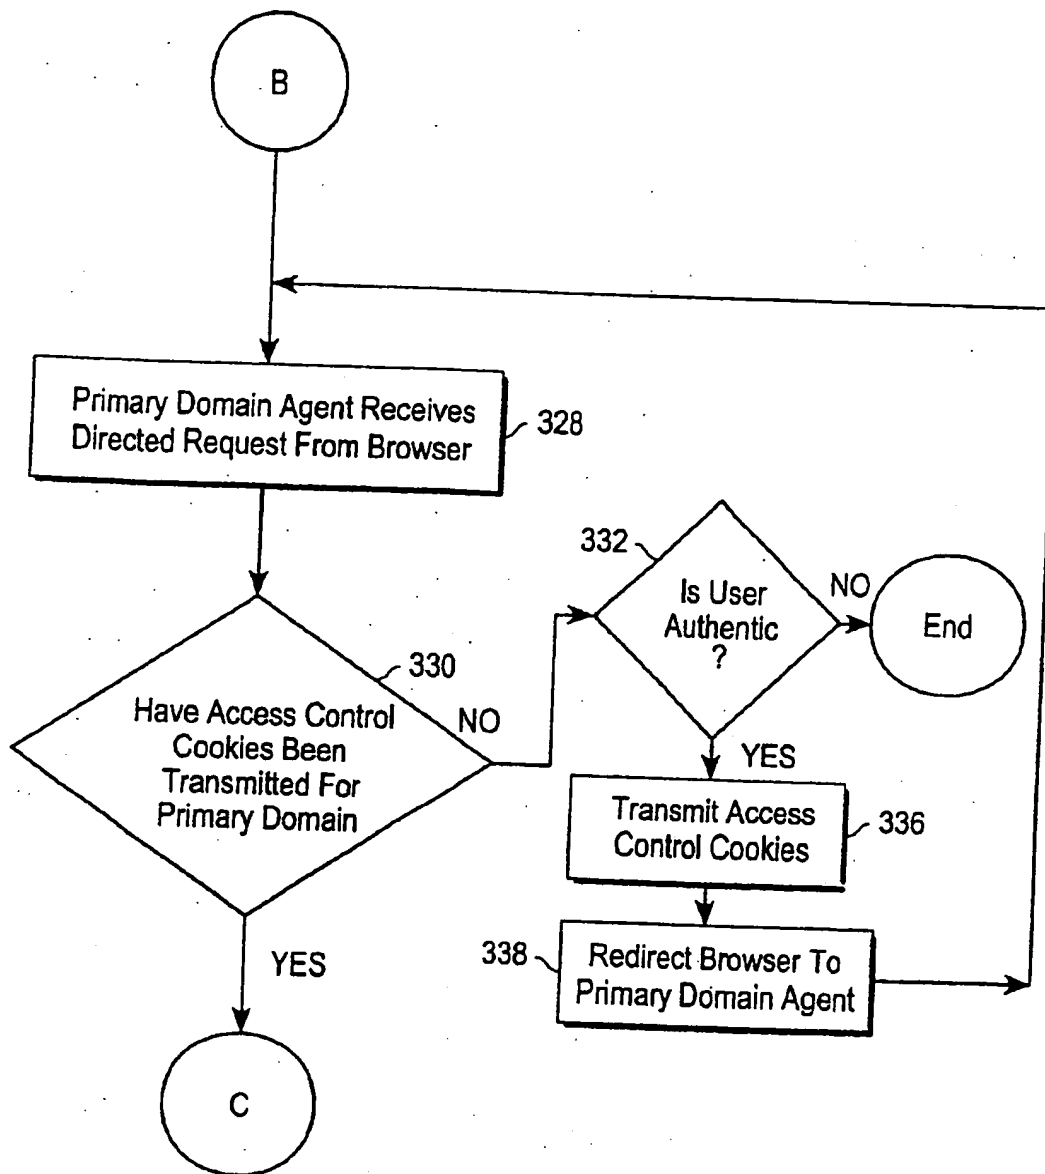 B
Primary Domain Agent Receives
Directed Request From Browser
328
332
Is User
Authentic
?
NO
End
330
Have Access Control
Cookies Been
Transmitted For
Primary Domain
NO
YES
Transmit Access
Control Cookies
336
338
Redirect Browser To
Primary Domain Agent
YES
C